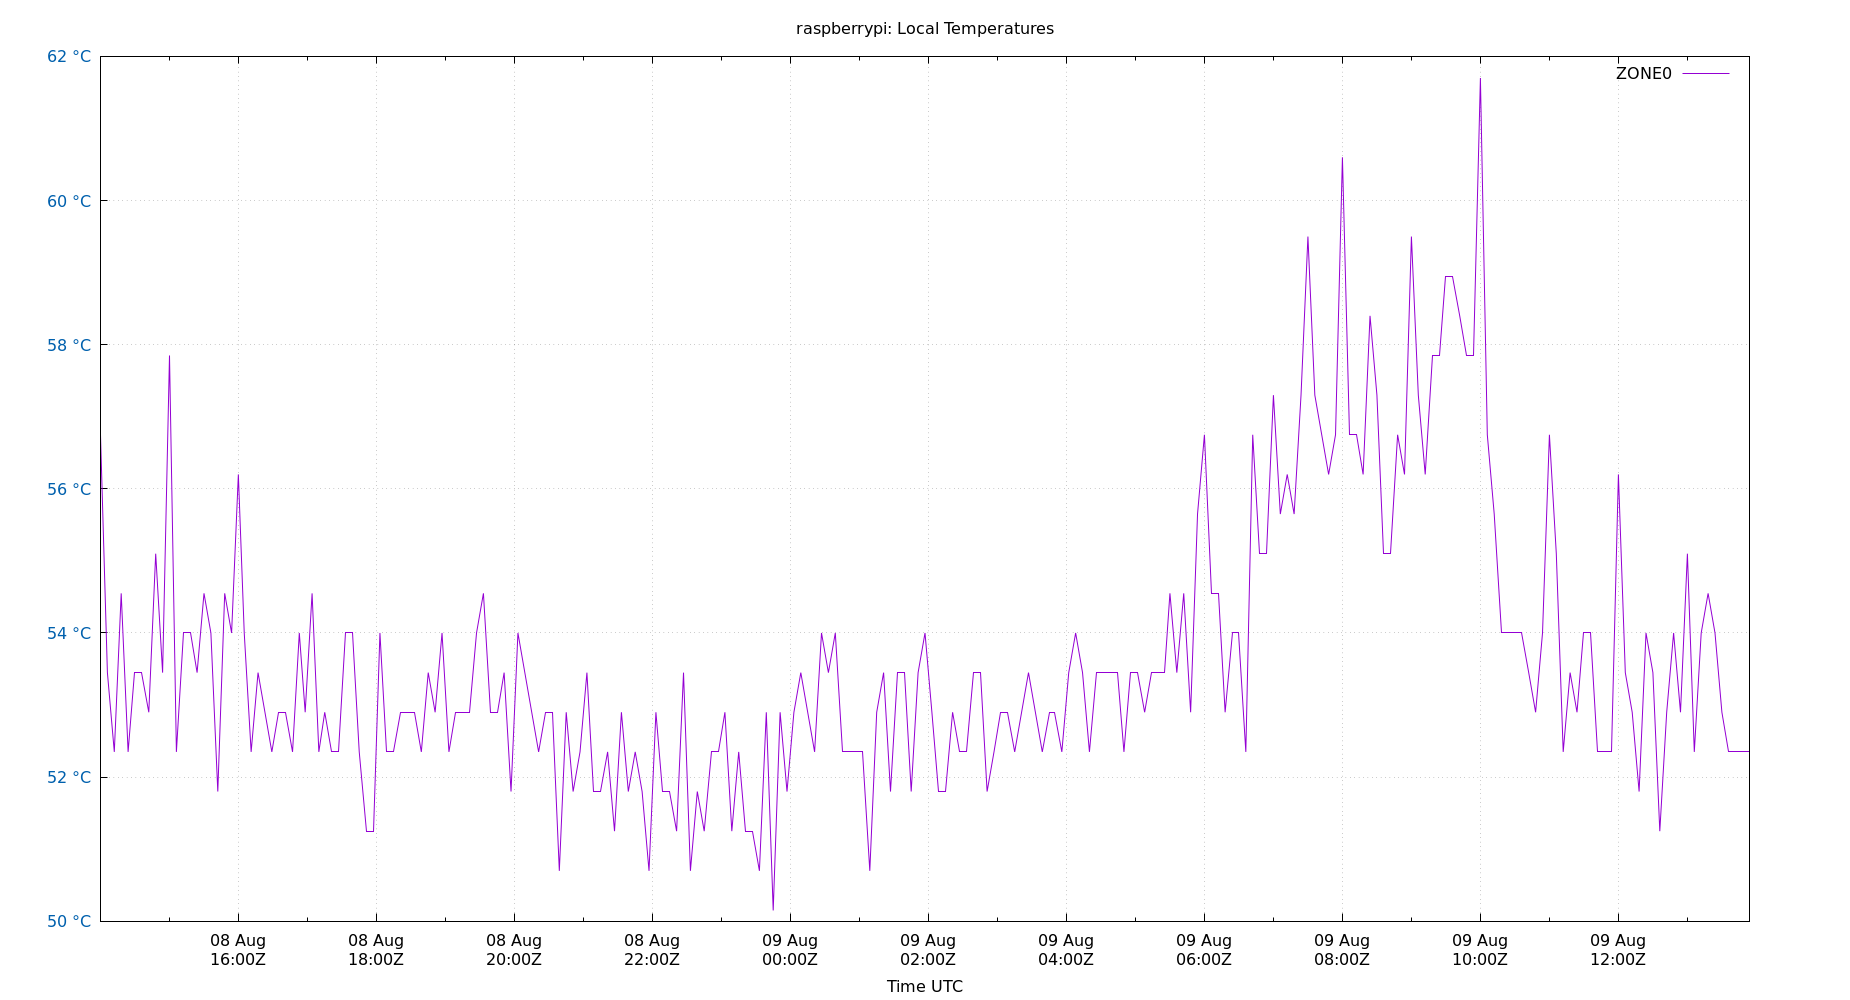 raspberrypi: Local Temperatures
62 °C
ZONE0
60 °C
58 °C
56 °C
54 °C
52 °C
50 °C
08 Aug 08 Aug 08 Aug 08 Aug 09 Aug 09 Aug 09 Aug 09 Aug 09 Aug 09 Aug 09 Aug
16:00Z 18:00Z 20:00Z 22:00Z 00:00Z 02:00Z 04:00Z 06:00Z 08:00Z 10:00Z 12:00Z
Time UTC